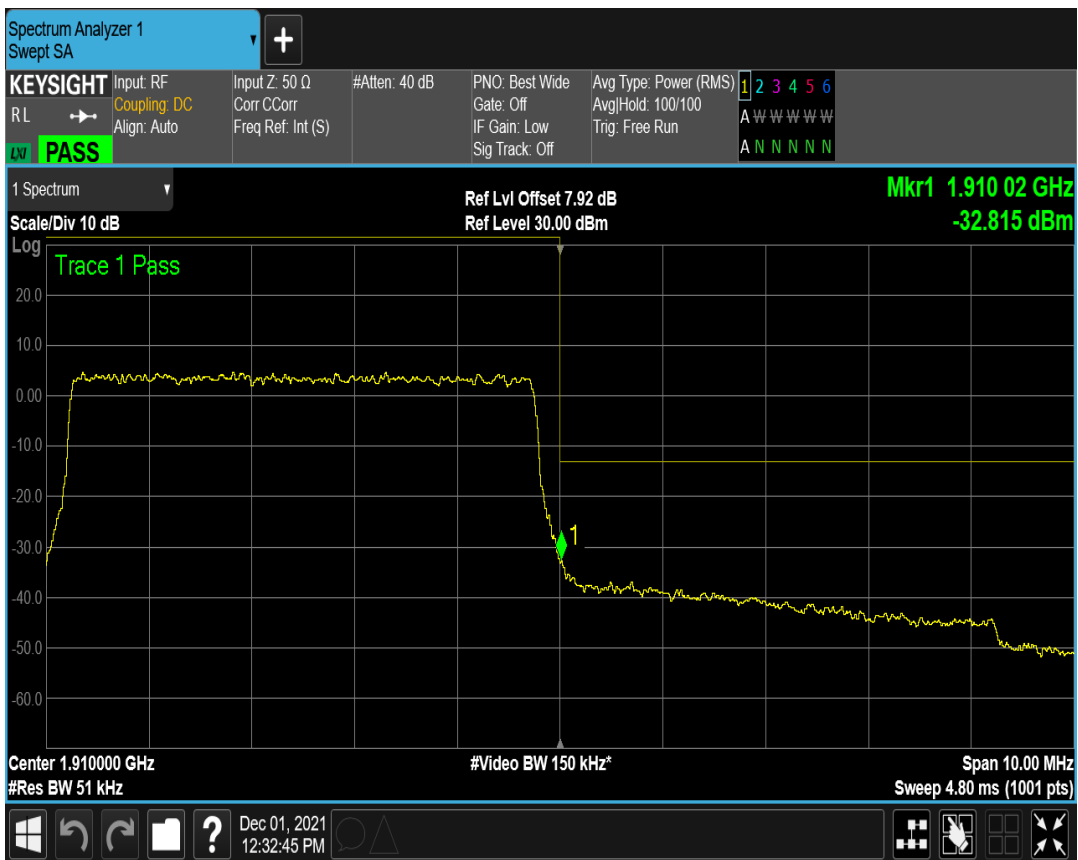 Spectrum Analyzer 1
Swept SA
+
KEYSIGHT
RL
LXI PASS
Input: RF
Coupling: DC
Align: Auto
Input Z: 50 Ω
Corr CCorr
Freq Ref: Int (S)
#Atten: 40 dB
PNO: Best Wide
Gate: Off
IF Gain: Low
Sig Track: Off
Avg Type: Power (RMS)
Avg|Hold: 100/100
Trig: Free Run
1 2 3 4 5 6
A W W W W W
A N N N N N
1 Spectrum
Scale/Div 10 dB
Ref Lvl Offset 7.92 dB
Ref Level 30.00 dBm
Mkr1 1.910 02 GHz
-32.815 dBm
Log
Trace 1 Pass
20.0
10.0
0.00
-10.0
-20.0
-30.0
-40.0
-50.0
-60.0
1
Center 1.910000 GHz
#Res BW 51 kHz
#Video BW 150 kHz*
Span 10.00 MHz
Sweep 4.80 ms (1001 pts)
?
Dec 01, 2021
12:32:45 PM